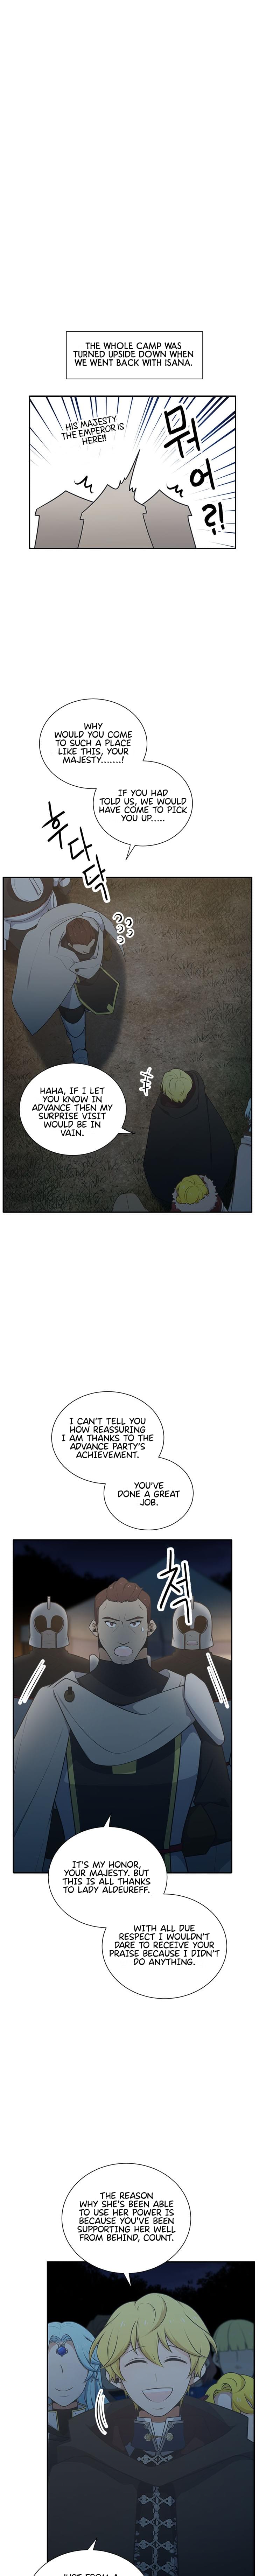 THE WHOLE CAMP WAS
TURNED UPSIDE DOWN WHEN
WE WENT BACK WITH ISANA.
HIS MAJESTY
THE EMPEROR IS
HERE!!
뭐
어
?!
WHY
WOULD YOU COME
TO SUCH A PLACE
LIKE THIS, YOUR
MAJESTY.......!
IF YOU HAD
TOLD US, WE WOULD
HAVE COME TO PICK
YOU UP.....
후다닥
HAHA, IF I LET
YOU KNOW IN
ADVANCE THEN MY
SURPRISE VISIT
WOULD BE IN
VAIN.
I CAN'T TELL YOU
HOW REASSURING
I AM THANKS TO THE
ADVANCE PARTY'S
ACHIEVEMENT.
YOU'VE
DONE A GREAT
JOB.
척
IT'S MY HONOR,
YOUR MAJESTY. BUT
THIS IS ALL THANKS
TO LADY ALDEUREFF.
WITH ALL DUE
RESPECT I WOULDN'T
DARE TO RECEIVE YOUR
PRAISE BECAUSE I DIDN'T
DO ANYTHING.
THE REASON
WHY SHE'S BEEN ABLE
TO USE HER POWER IS
BECAUSE YOU'VE BEEN
SUPPORTING HER WELL
FROM BEHIND, COUNT.
JUST FROM A